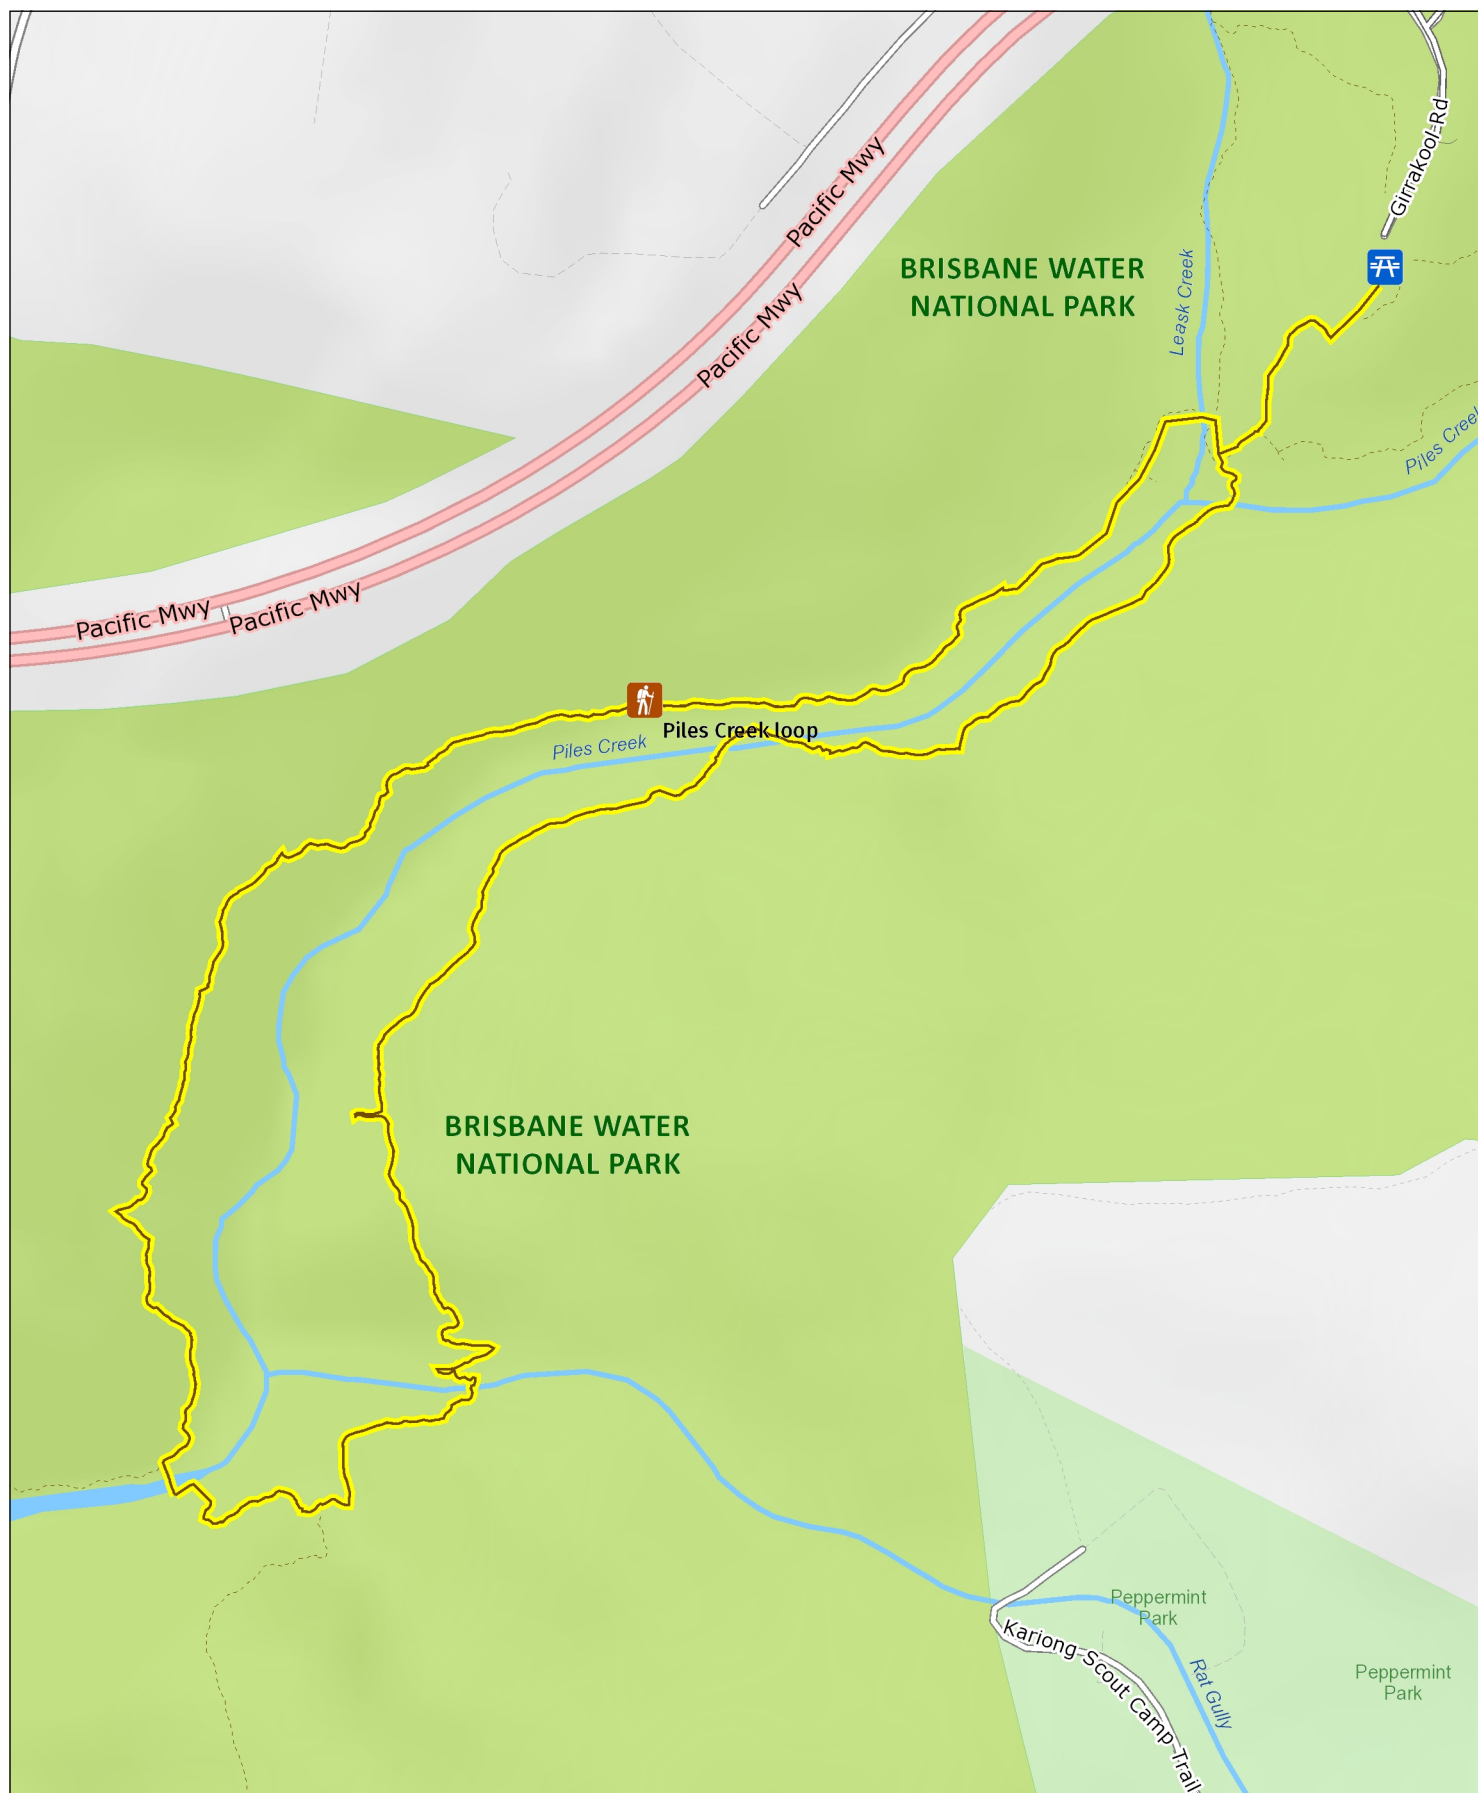 Girrakool Rd
Pacific Mwy
BRISBANE WATER
NATIONAL PARK
Leask Creek
Pacific Mwy
Piles Creek
Pacific Mwy
Pacific Mwy
Piles Creek loop
Piles Creek
BRISBANE WATER
NATIONAL PARK
Peppermint
Park
Kariong Scout Camp Trail
Rat Gully
Peppermint
Park